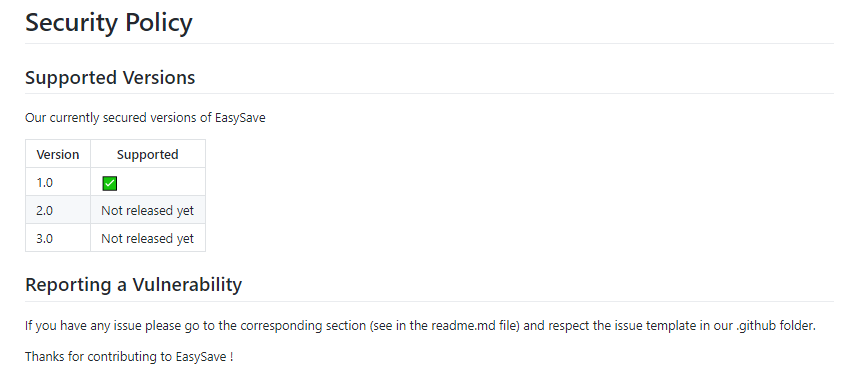 Security Policy
Supported Versions
Our currently secured versions of EasySave
Version Supported
1.0 ✅
2.0 Not released yet
3.0 Not released yet
Reporting a Vulnerability
If you have any issue please go to the corresponding section (see in the readme.md file) and respect the issue template in our .github folder.
Thanks for contributing to EasySave !